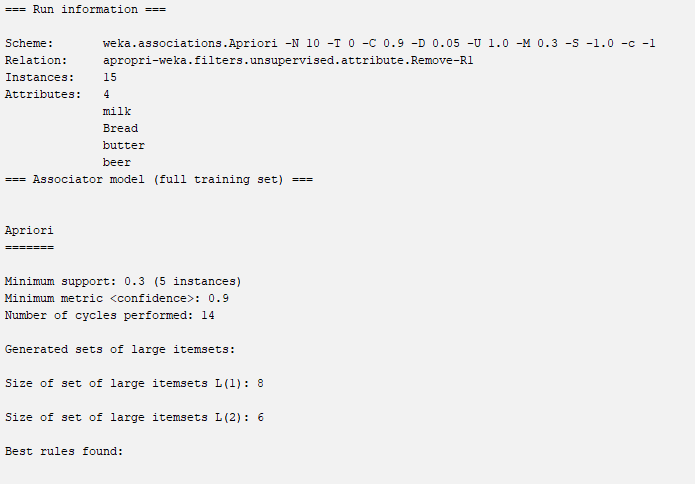 === Run information ===
Scheme: weka.associations.Apriori -N 10 -T 0 -C 0.9 -D 0.05 -U 1.0 -M 0.3 -S -1.0 -c -1
Relation: apropri-weka.filters.unsupervised.attribute.Remove-R1
Instances: 15
Attributes: 4
milk
Bread
butter
beer
=== Associator model (full training set) ===
Apriori
=======
Minimum support: 0.3 (5 instances)
Minimum metric <confidence>: 0.9
Number of cycles performed: 14
Generated sets of large itemsets:
Size of set of large itemsets L(1): 8
Size of set of large itemsets L(2): 6
Best rules found: